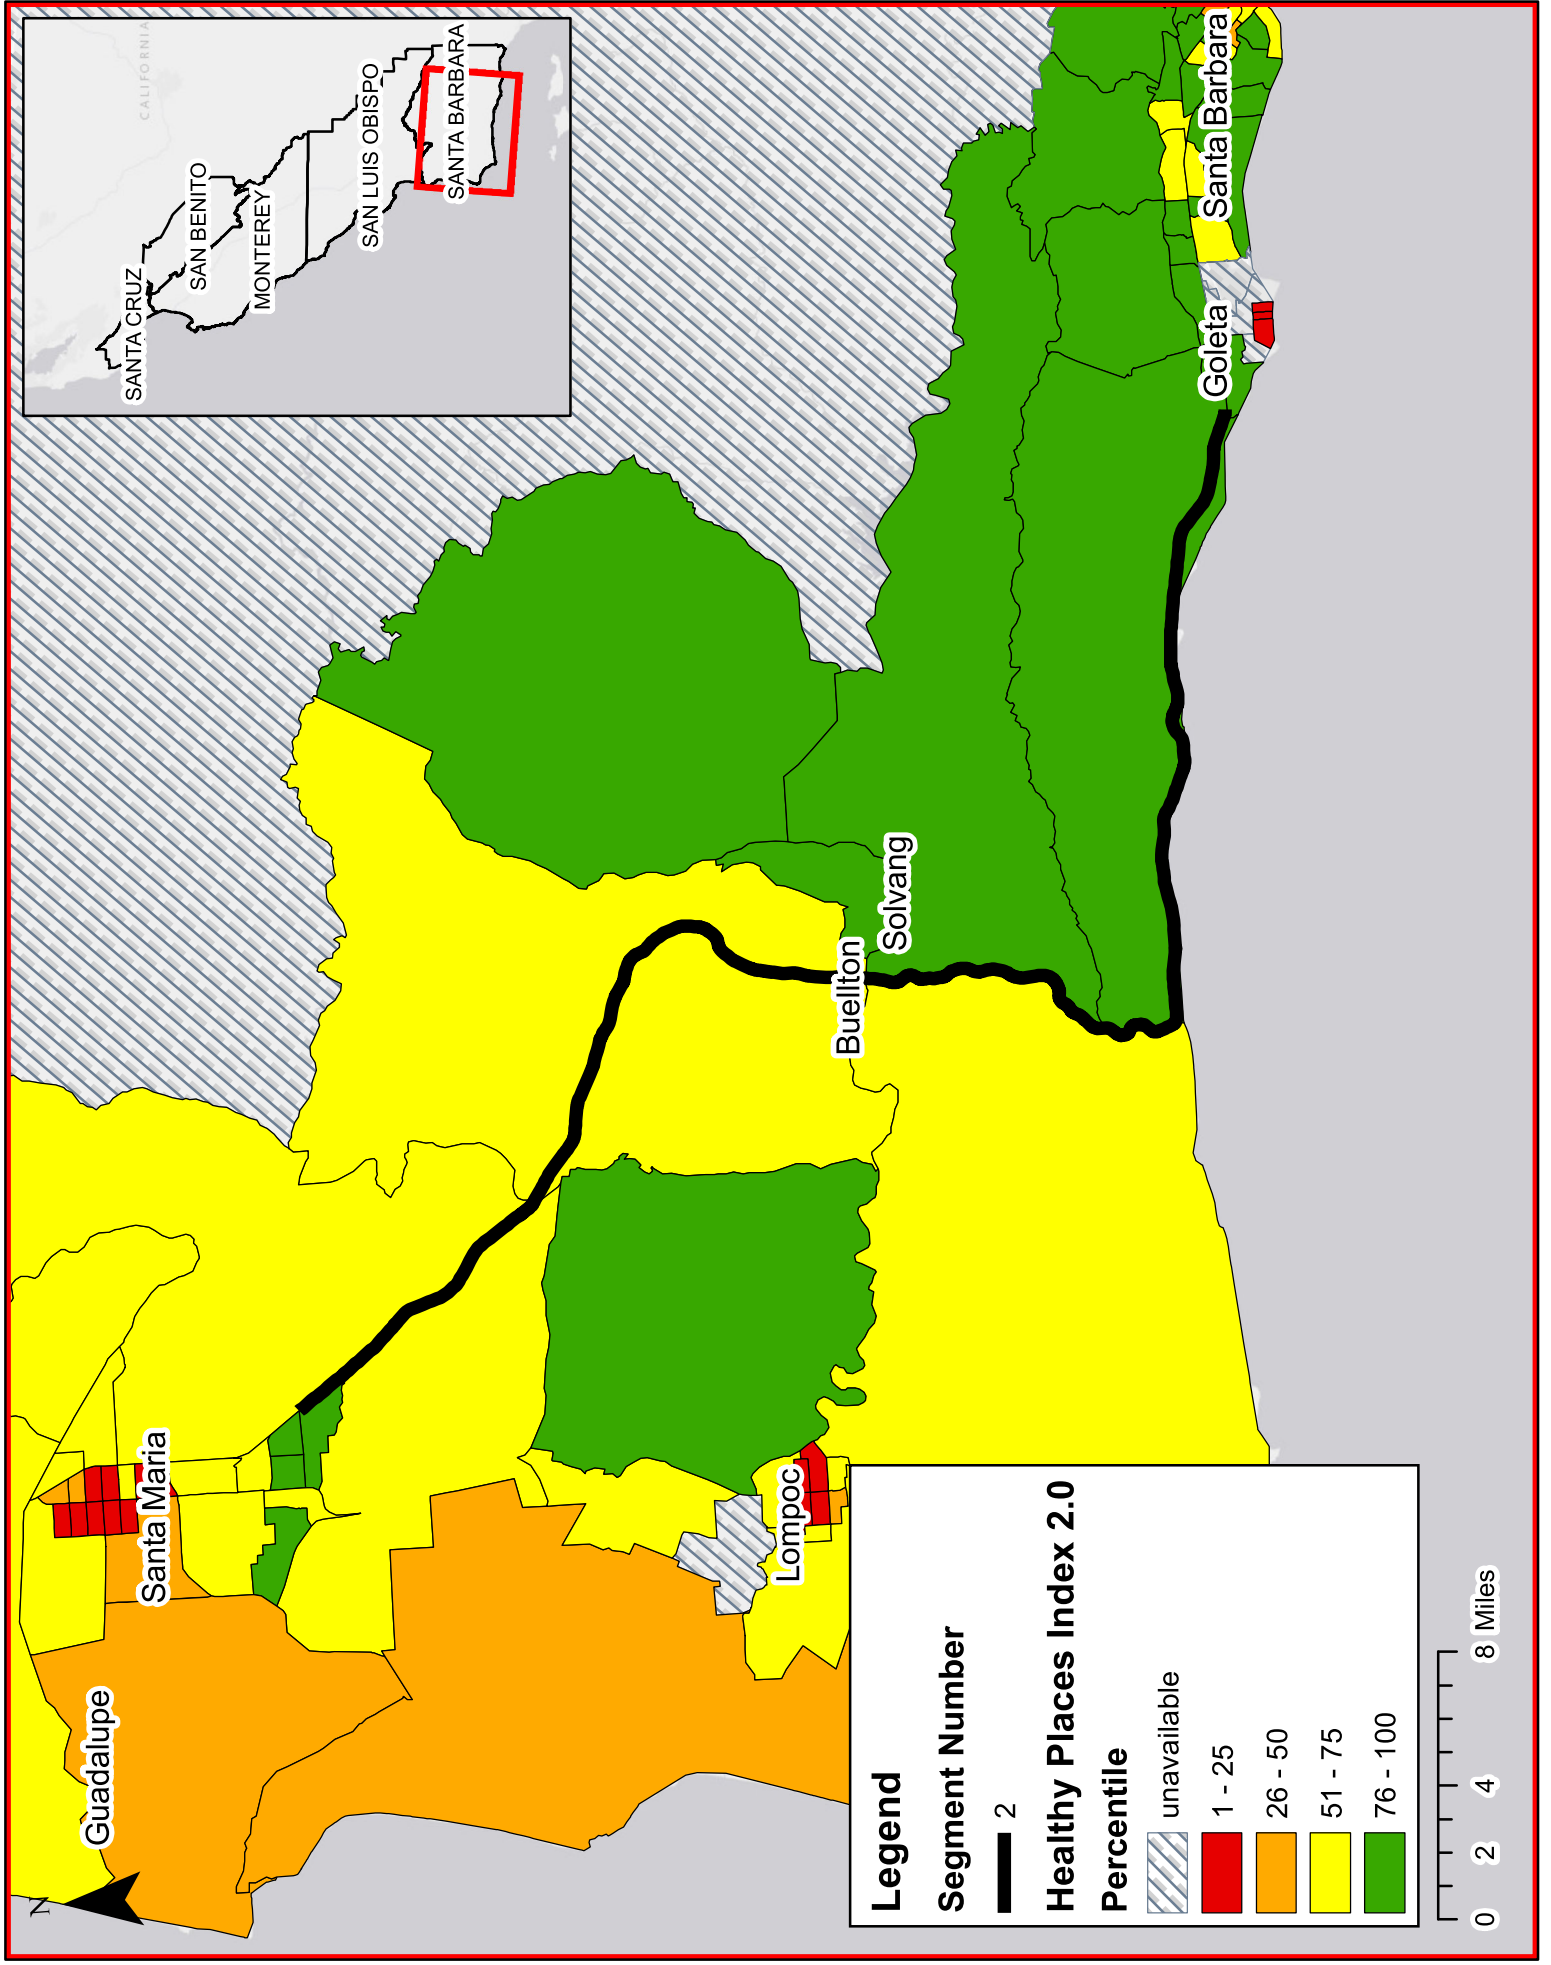 CALIFORNIA
SANTA CRUZ
SAN BENITO
MONTEREY
SAN LUIS OBISPO
SANTA BARBARA
N
Guadalupe
Santa Maria
Lompoc
Buellton
Solvang
Goleta
Santa Barbara
Legend
Segment Number
2
Healthy Places Index 2.0
Percentile
unavailable
1 - 25
26 - 50
51 - 75
76 - 100
0 2 4 8 Miles